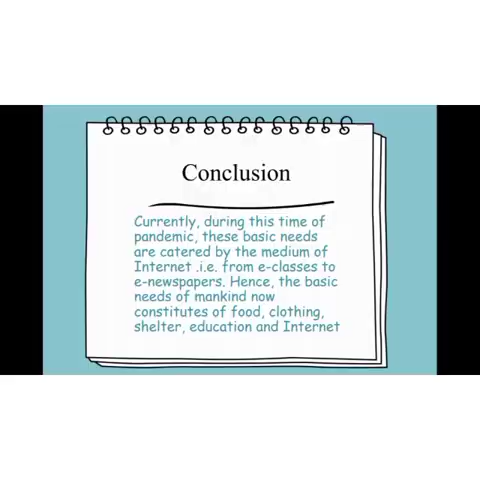 Conclusion
Currently, during this time of
pandemic, these basic needs
are catered by the medium of
Internet .i.e. from e-classes to
e-newspapers. Hence, the basic
needs of mankind now
constitutes of food, clothing,
shelter, education and Internet